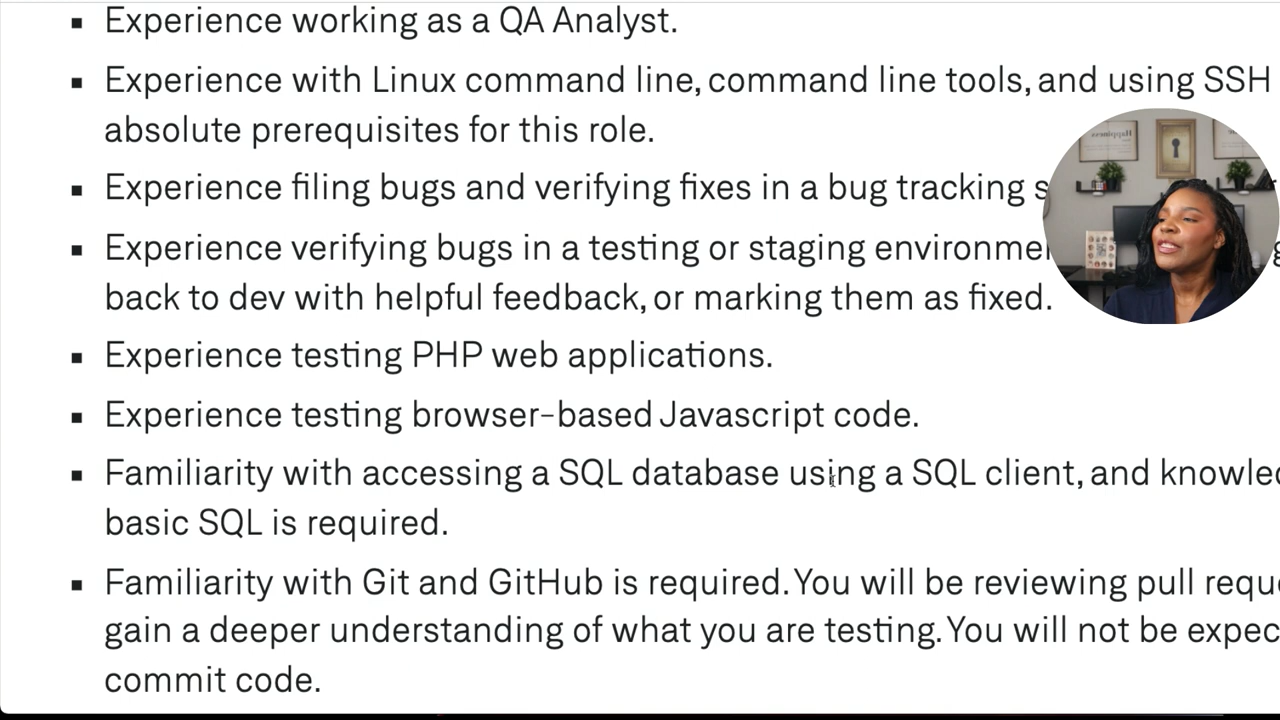 Experience working as a QA Analyst.
Experience with Linux command line, command line tools, and using SSH
absolute prerequisites for this role.
Experience filing bugs and verifying fixes in a bug tracking
Experience verifying bugs in a testing or staging
back to dev with helpful feedback, or marking them as fixed.
Experience testing PHP web applications.
Experience testing browser-based Javascript code.
Familiarity with accessing a SQL database using a SQL client, and
basic SQL is required.
Familiarity with Git and GitHub is required. You will be reviewing pull
gain a deeper understanding of what you are testing. You will not be
commit code.